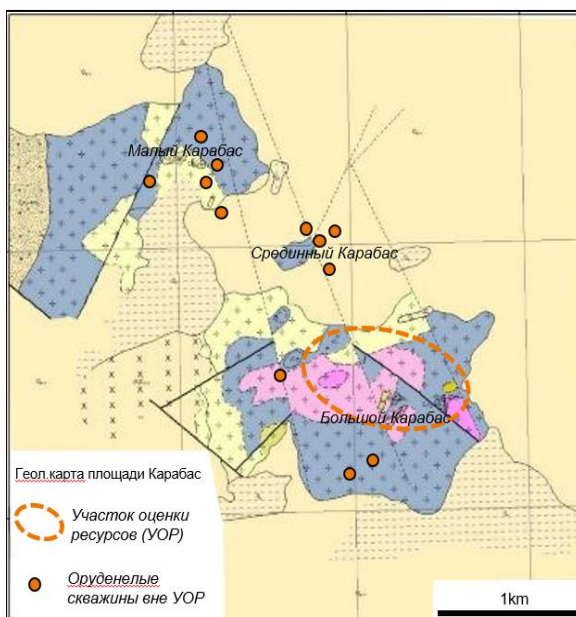 Малый Карабас
Срединный Карабас
Большой Карабас
Геол.карта площади Карабас
Участок оценки
ресурсов (УОР)
Оруденелые
скважины вне УОР
1km